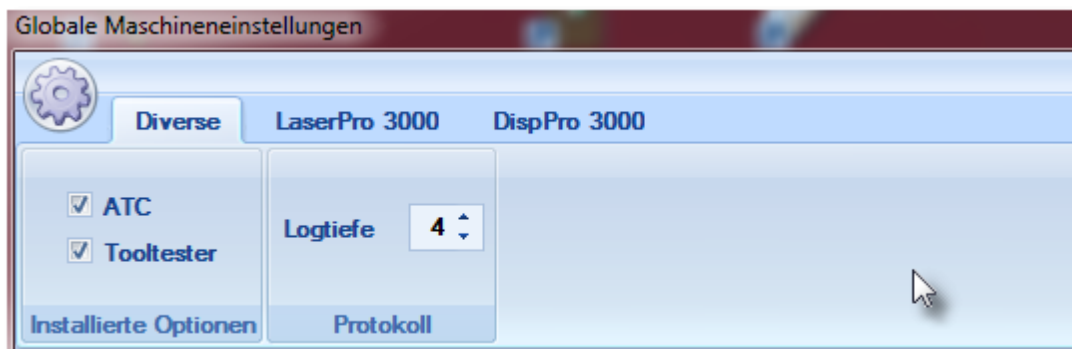 Globale Maschineneinstellungen
Diverse LaserPro 3000 DispPro 3000
ATC
Tooltester
Logtiefe 4
Installierte Optionen Protokoll